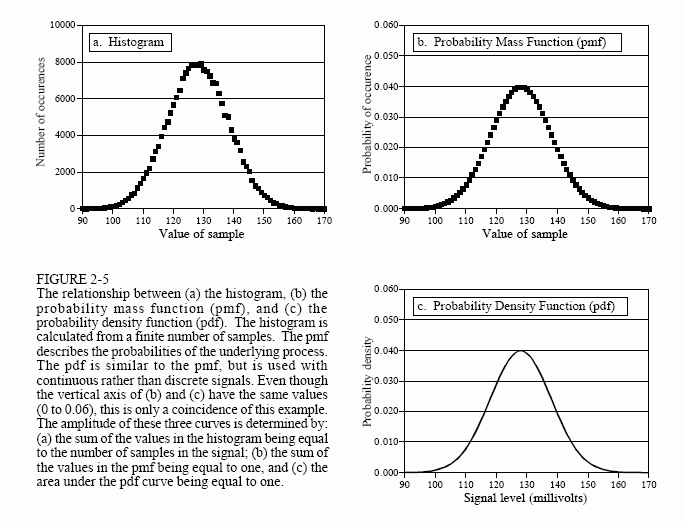 10000
8000
6000
4000
2000
0
90 100 110 120 130 140 150 160 170
Value of sample
Number of occurences
a. Histogram
0.060
0.050
0.040
0.030
0.020
0.010
0.000
90 100 110 120 130 140 150 160 170
Value of sample
Probability of occurence
b. Probability Mass Function (pmf)
FIGURE 2-5
The relationship between (a) the histogram, (b) the
probability mass function (pmf), and (c) the
probability density function (pdf). The histogram is
calculated from a finite number of samples. The pmf
describes the probabilities of the underlying process.
The pdf is similar to the pmf, but is used with
continuous rather than discrete signals. Even though
the vertical axis of (b) and (c) have the same values
(0 to 0.06), this is only a coincidence of this example.
The amplitude of these three curves is determined by:
(a) the sum of the values in the histogram being equal
to the number of samples in the signal; (b) the sum of
the values in the pmf being equal to one, and (c) the
area under the pdf curve being equal to one.
0.060
0.050
0.040
0.030
0.020
0.010
0.000
90 100 110 120 130 140 150 160 170
Signal level (millivolts)
Probability density
c. Probability Density Function (pdf)